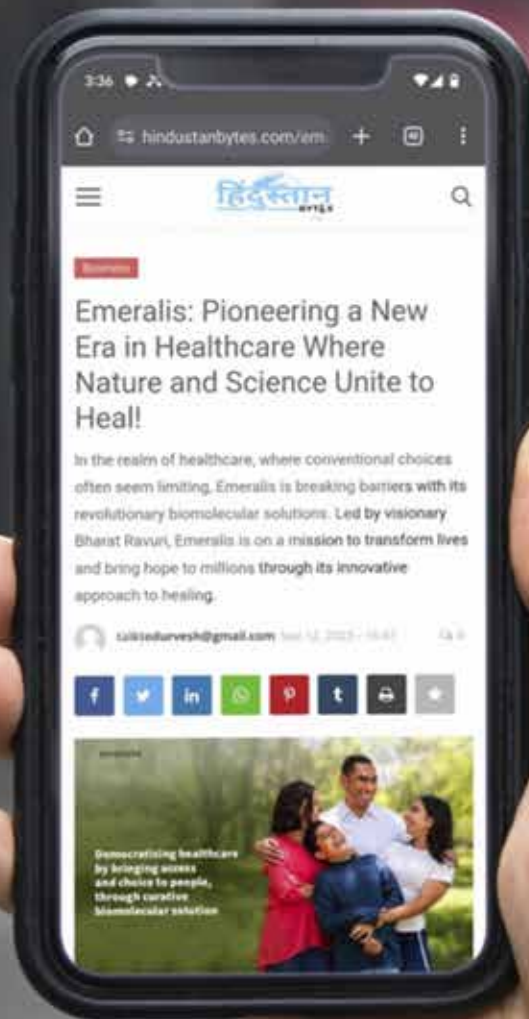 3:36
hindustanbytes.com/em
हिंदुस्तान
Business
Emeralis: Pioneering a New
Era in Healthcare Where
Nature and Science Unite to
Heal!
In the realm of healthcare, where conventional choices
often seem limiting, Emeralis is breaking barriers with its
revolutionary biomolecular solutions. Led by visionary
Bharat Ravuri, Emeralis is on a mission to transform lives
and bring hope to millions through its innovative
approach to healing.
f in t
Democratizing healthcare
by bringing access
and choice to people,
through curative
biomolecular solution